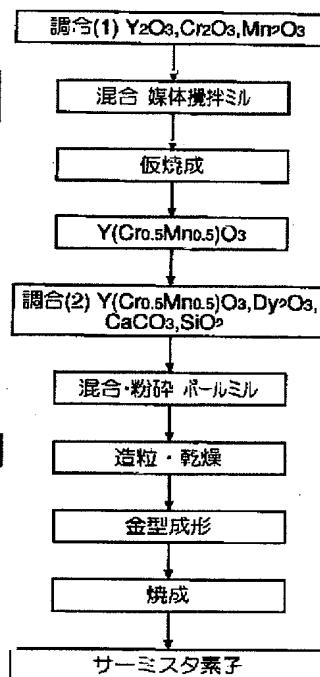 調合(1) Y2O3,Cr2O3,Mn2O3
混合 媒体攪拌ミル
仮焼成
Y(Cr0.5Mn0.5)O3
調合(2) Y(Cr0.5Mn0.5)O3,Dy2O3,
CaCO3,SiO2
混合・粉砕 ボールミル
造粒・乾燥
金型成形
焼成
サーミスタ素子